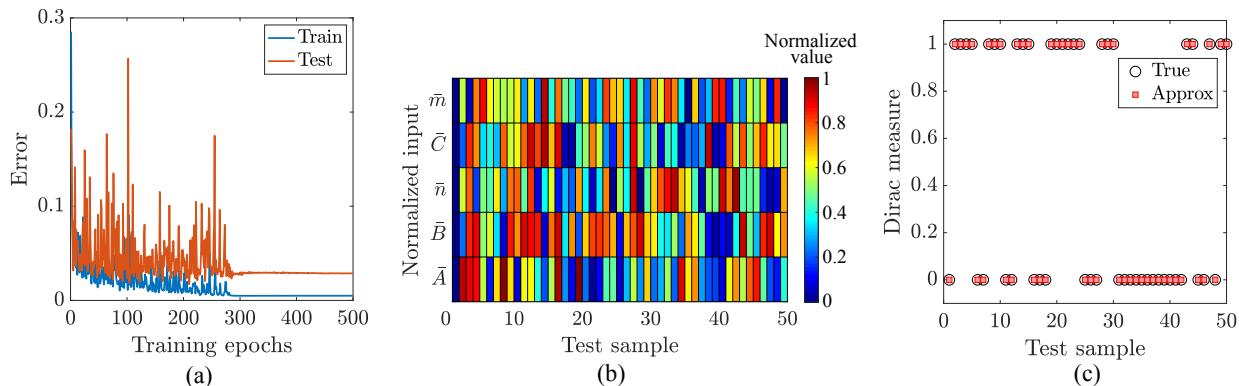 0.3
0.2
0.1
0
Error
Train
Test
0 100 200 300 400 500
Training epochs
(a)
Normalized
value
Normalized input
m̄
C̄
n̄
B̄
Ā
1
0.8
0.6
0.4
0.2
0
0 10 20 30 40 50
Test sample
(b)
Dirac measure
1
0.8
0.6
0.4
0.2
0
True
Approx
0 10 20 30 40 50
Test sample
(c)